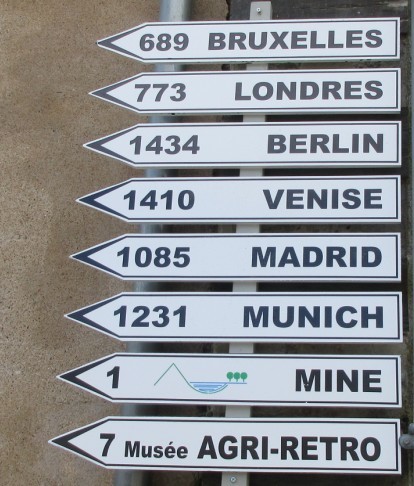 689 BRUXELLES
773 LONDRES
1434 BERLIN
1410 VENISE
1085 MADRID
1231 MUNICH
1 MINE
7 Musée AGRI-RETRO